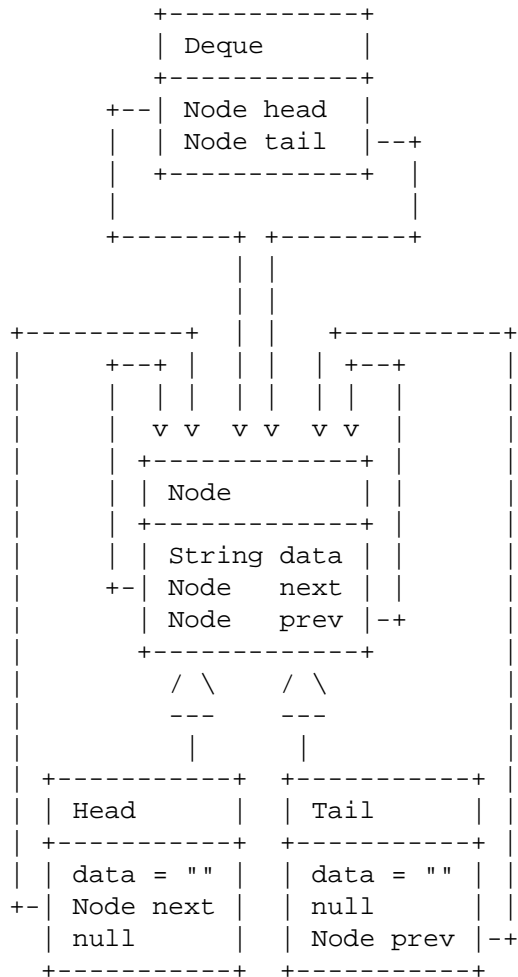 Deque
Node head
Node tail
Node
String data
Node next
Node prev
Head
data = ""
Node next
null
Tail
data = ""
null
Node prev